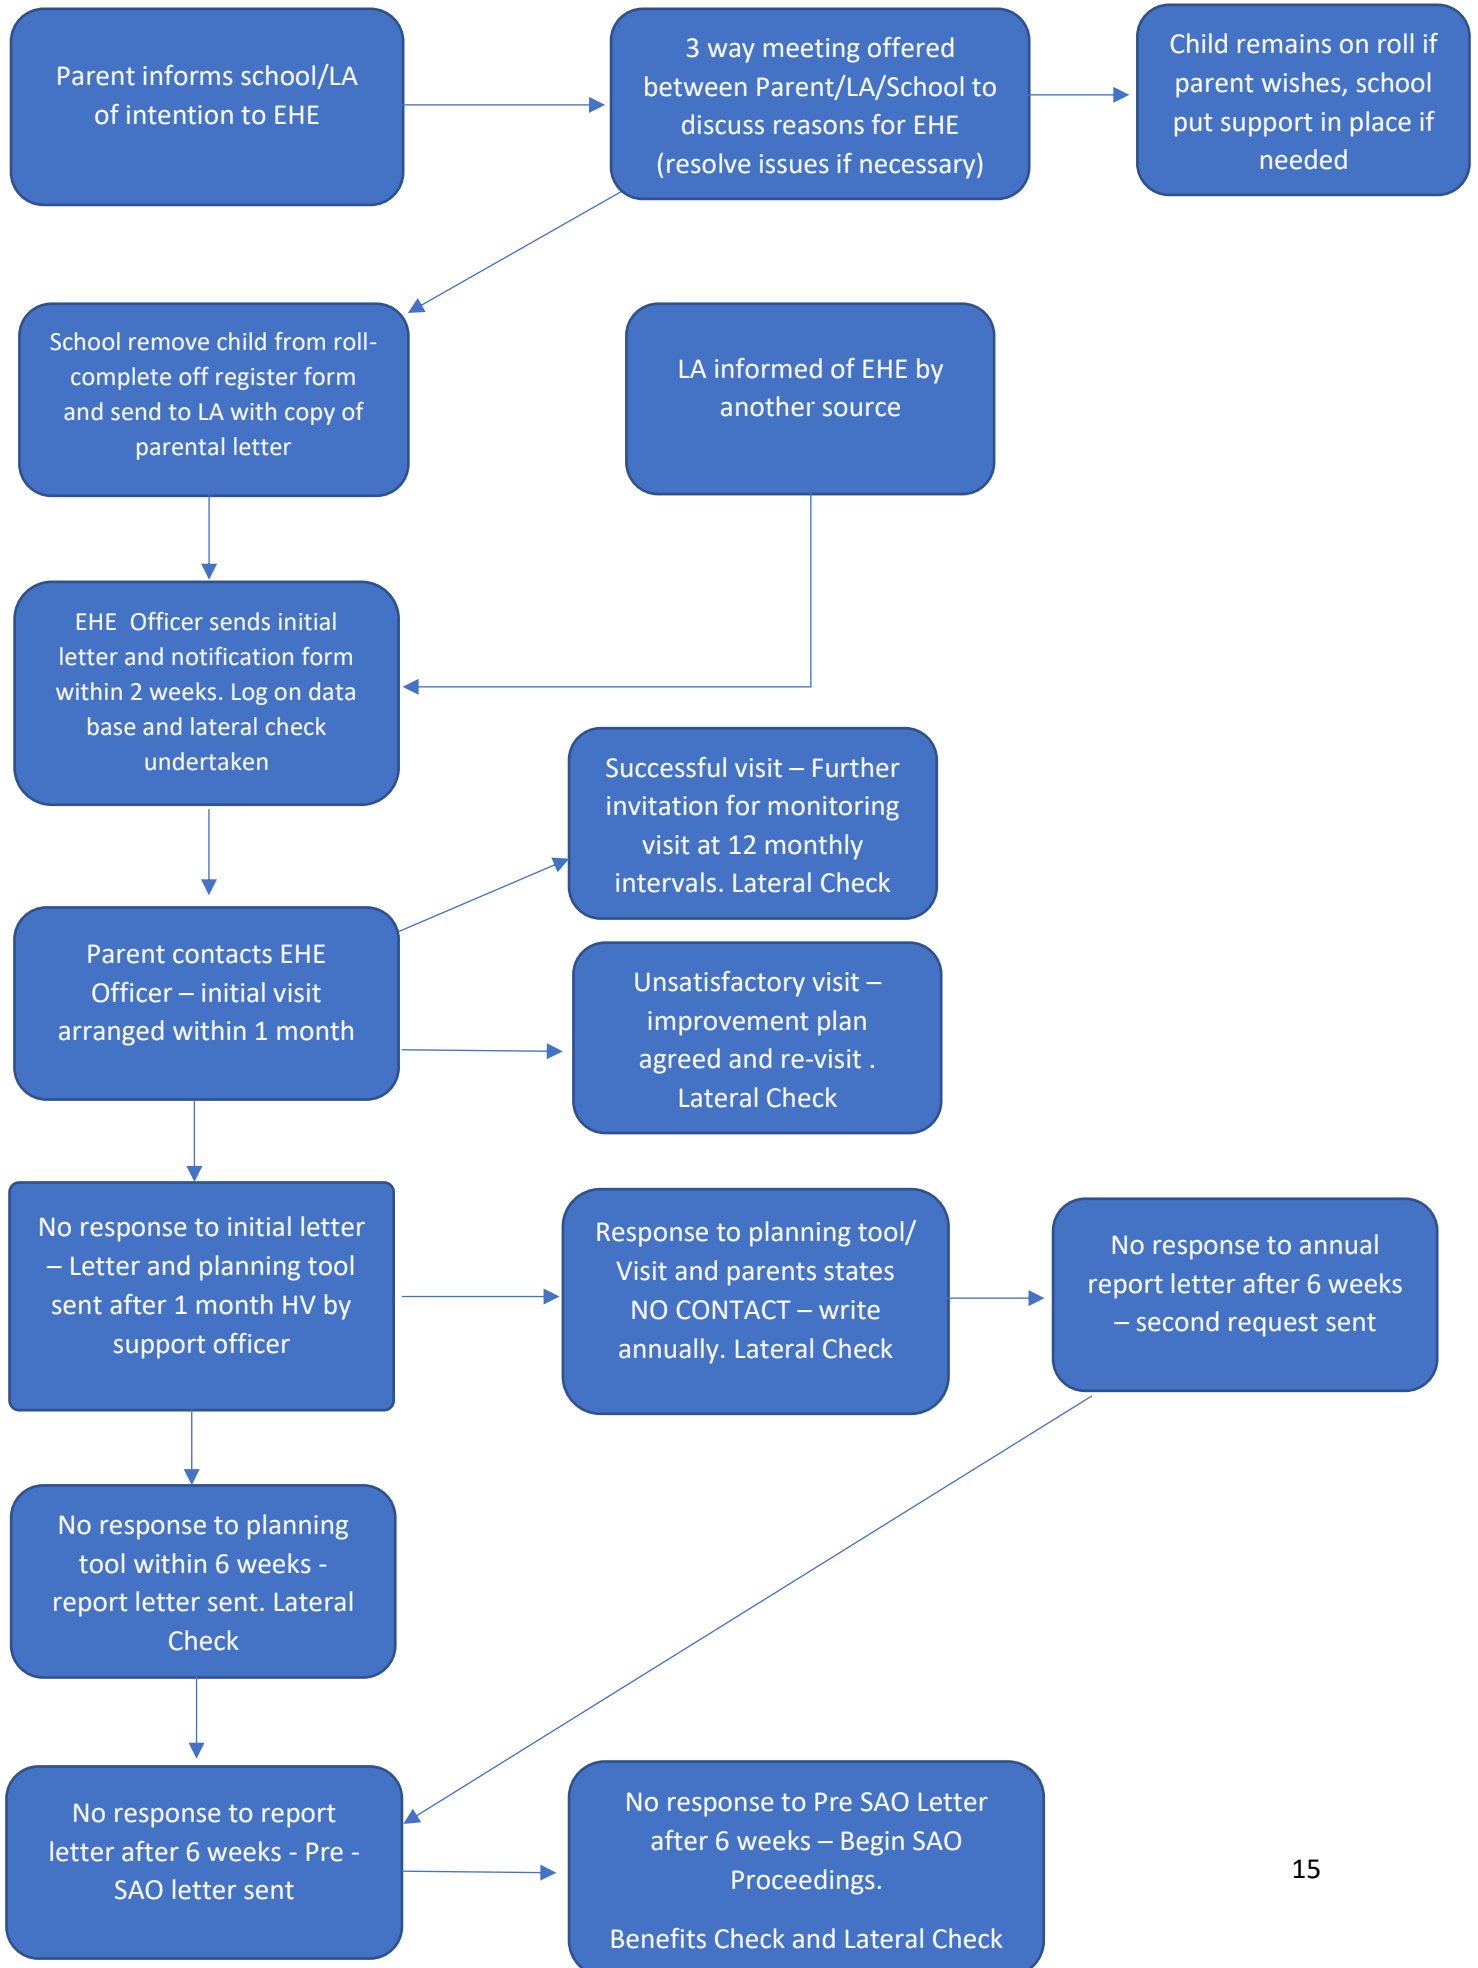 Parent informs school/LA
of intention to EHE
3 way meeting offered
between Parent/LA/School to
discuss reasons for EHE
(resolve issues if necessary)
Child remains on roll if
parent wishes, school
put support in place if
needed
School remove child from roll-
complete off register form
and send to LA with copy of
parental letter
LA informed of EHE by
another source
EHE  Officer sends initial
letter and notification form
within 2 weeks. Log on data
base and lateral check
undertaken
Successful visit – Further
invitation for monitoring
visit at 12 monthly
intervals. Lateral Check
Parent contacts EHE
Officer – initial visit
arranged within 1 month
Unsatisfactory visit –
improvement plan
agreed and re-visit .
Lateral Check
No response to initial letter
– Letter and planning tool
sent after 1 month HV by
support officer
Response to planning tool/
Visit and parents states
NO CONTACT – write
annually. Lateral Check
No response to annual
report letter after 6 weeks
– second request sent
No response to planning
tool within 6 weeks -
report letter sent. Lateral
Check
No response to report
letter after 6 weeks - Pre -
SAO letter sent
No response to Pre SAO Letter
after 6 weeks – Begin SAO
Proceedings.
Benefits Check and Lateral Check
15